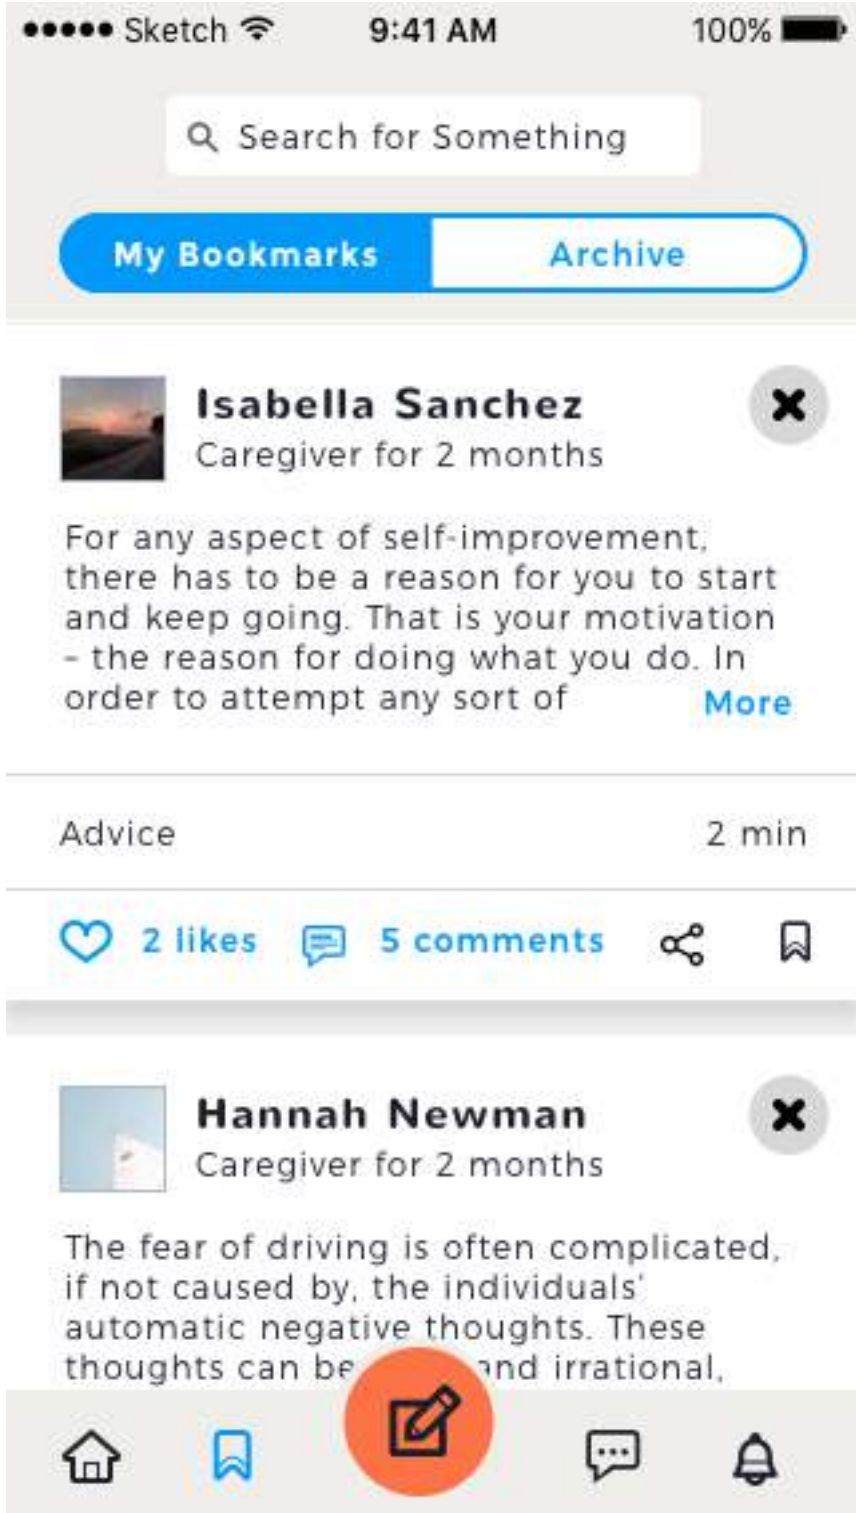 Sketch 9:41 AM 100%
Search for Something
My Bookmarks Archive
Isabella Sanchez
Caregiver for 2 months
For any aspect of self-improvement,
there has to be a reason for you to start
and keep going. That is your motivation
– the reason for doing what you do. In
order to attempt any sort of More
Advice 2 min
2 likes 5 comments
Hannah Newman
Caregiver for 2 months
The fear of driving is often complicated,
if not caused by, the individuals'
automatic negative thoughts. These
thoughts can be and irrational,